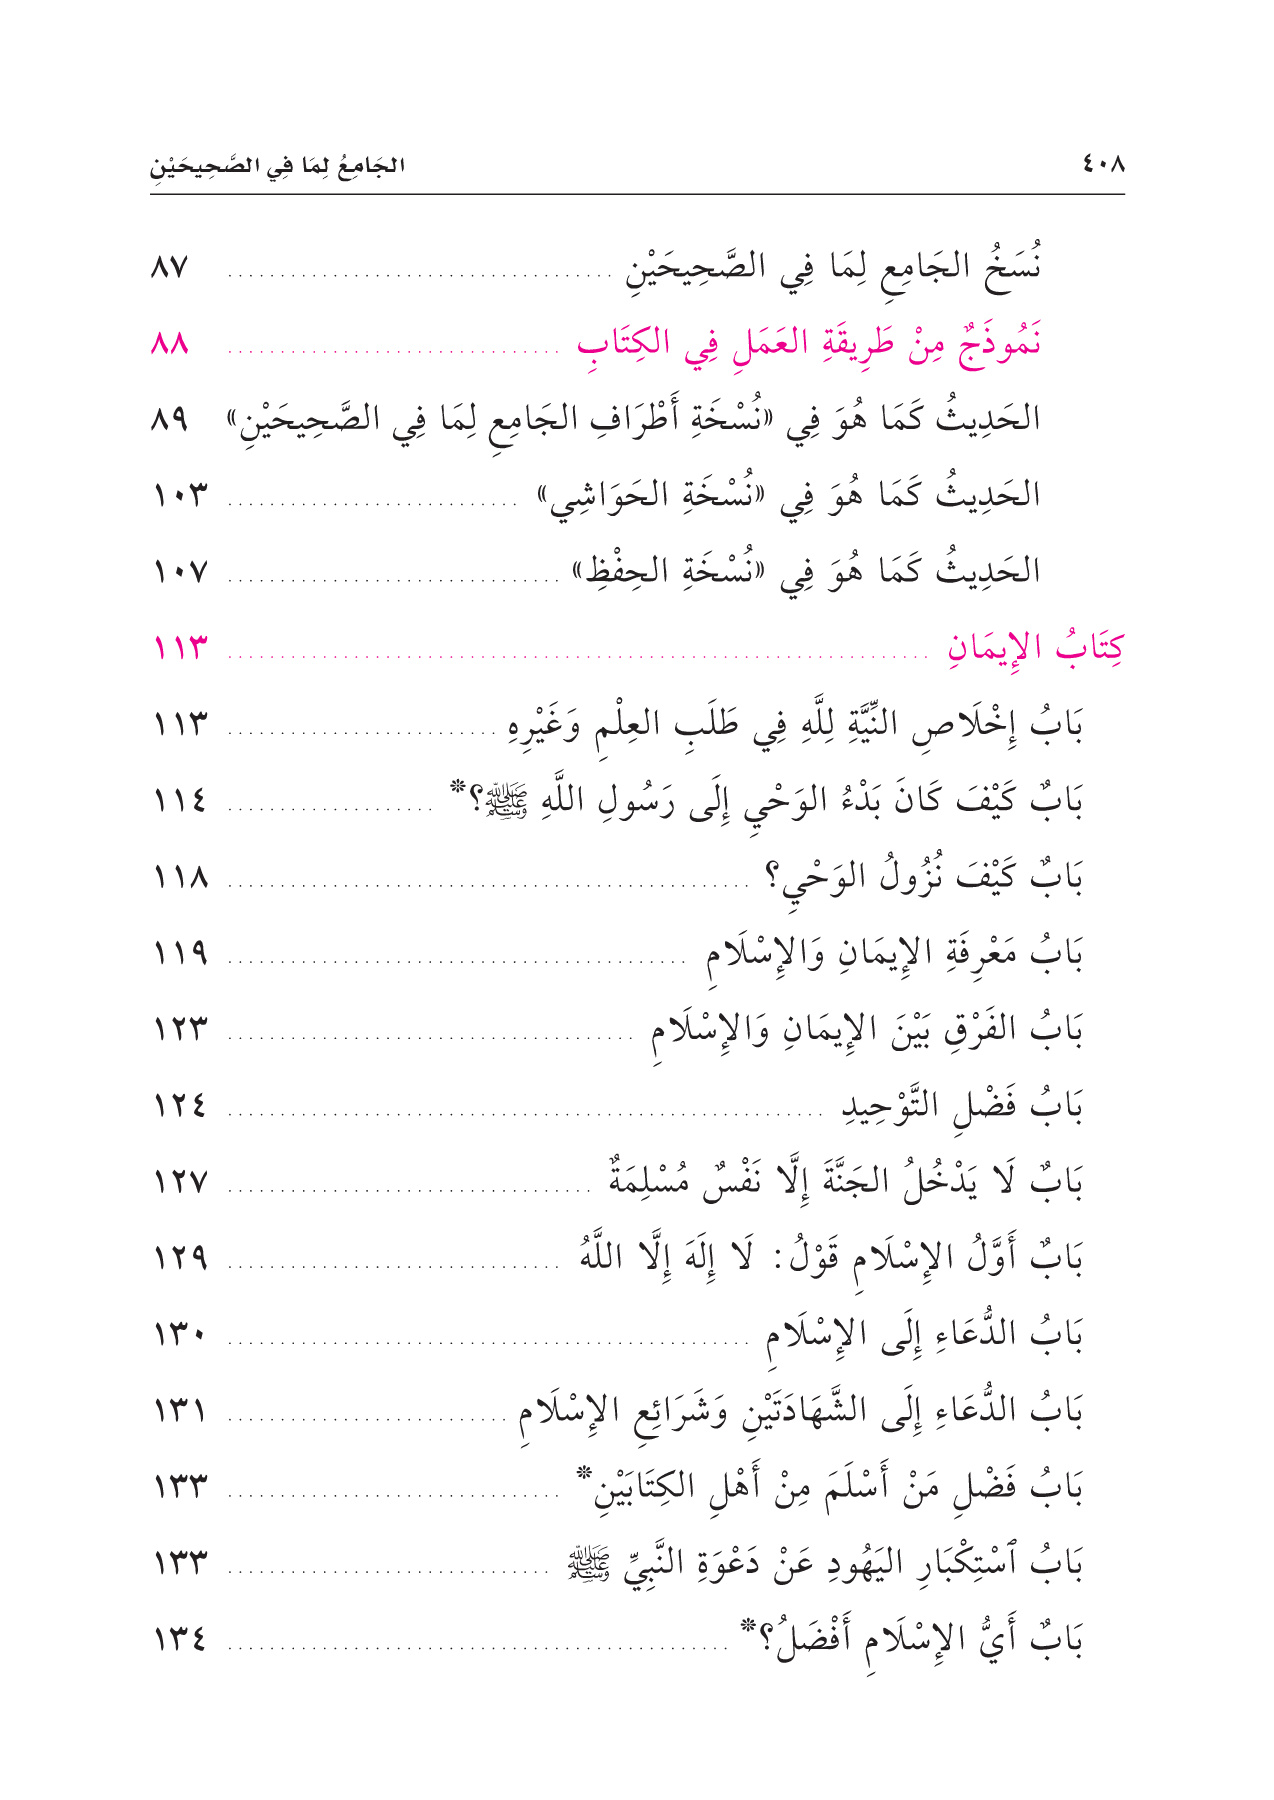 ٤٠٨ الجَامِعُ لِمَا فِي الصَّحِيحَيْنِ
نُسَخُ الجَامِعِ لِمَا فِي الصَّحِيحَيْنِ ..................................... ٨٧
نَمُوذَجٌ مِنْ طَرِيقَةِ العَمَلِ فِي الكِتَابِ ................................ ٨٨
الحَدِيثُ كَمَا هُوَ فِي «نُسْخَةِ أَطْرَافِ الجَامِعِ لِمَا فِي الصَّحِيحَيْنِ» ٨٩
الحَدِيثُ كَمَا هُوَ فِي «نُسْخَةِ الحَوَاشِي» ............................ ١٠٣
الحَدِيثُ كَمَا هُوَ فِي «نُسْخَةِ الحِفْظِ» ................................ ١٠٧
كِتَابُ الإِيمَانِ ................................................................... ١١٣
بَابُ إِخْلَاصِ النِّيَّةِ لِلَّهِ فِي طَلَبِ العِلْمِ وَغَيْرِهِ .......................... ١١٣
بَابٌ كَيْفَ كَانَ بَدْءُ الوَحْيِ إِلَى رَسُولِ اللَّهِ ﷺ؟* .................... ١١٤
بَابٌ كَيْفَ نُزُولُ الوَحْيِ؟ .................................................. ١١٨
بَابُ مَعْرِفَةِ الإِيمَانِ وَالإِسْلَامِ ............................................ ١١٩
بَابُ الفَرْقِ بَيْنَ الإِيمَانِ وَالإِسْلَامِ ....................................... ١٢٣
بَابُ فَضْلِ التَّوْحِيدِ ......................................................... ١٢٤
بَابٌ لَا يَدْخُلُ الجَنَّةَ إِلَّا نَفْسٌ مُسْلِمَةٌ ................................... ١٢٧
بَابٌ أَوَّلُ الإِسْلَامِ قَوْلُ: لَا إِلَهَ إِلَّا اللَّهُ ................................ ١٢٩
بَابُ الدُّعَاءِ إِلَى الإِسْلَامِ .................................................. ١٣٠
بَابُ الدُّعَاءِ إِلَى الشَّهَادَتَيْنِ وَشَرَائِعِ الإِسْلَامِ ........................... ١٣١
بَابُ فَضْلِ مَنْ أَسْلَمَ مِنْ أَهْلِ الكِتَابَيْنِ* ................................ ١٣٣
بَابُ ٱسْتِكْبَارِ اليَهُودِ عَنْ دَعْوَةِ النَّبِيِّ ﷺ ............................... ١٣٣
بَابٌ أَيُّ الإِسْلَامِ أَفْضَلُ؟* ................................................ ١٣٤